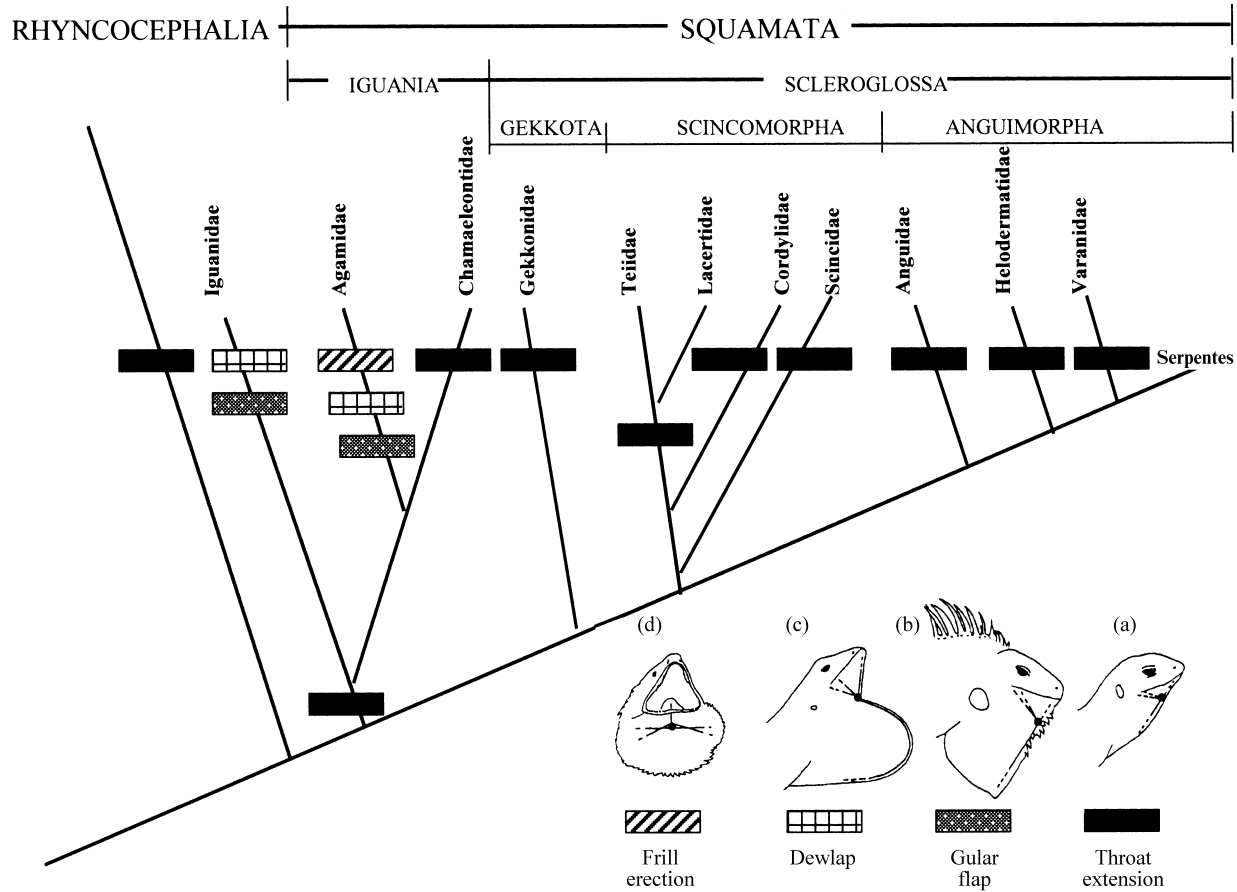 RHYNCOCEPHALIA
SQUAMATA
IGUANIA
SCLEROGLOSSA
GEKKOTA
SCINCOMORPHA
ANGUIMORPHA
Iguanidae
Agamidae
Chamaeleontidae
Gekkonidae
Teiidae
Lacertidae
Cordylidae
Scincidae
Anguidae
Helodermatidae
Varanidae
Serpentes
(d)
(c)
(b)
(a)
Frill
erection
Dewlap
Gular
flap
Throat
extension